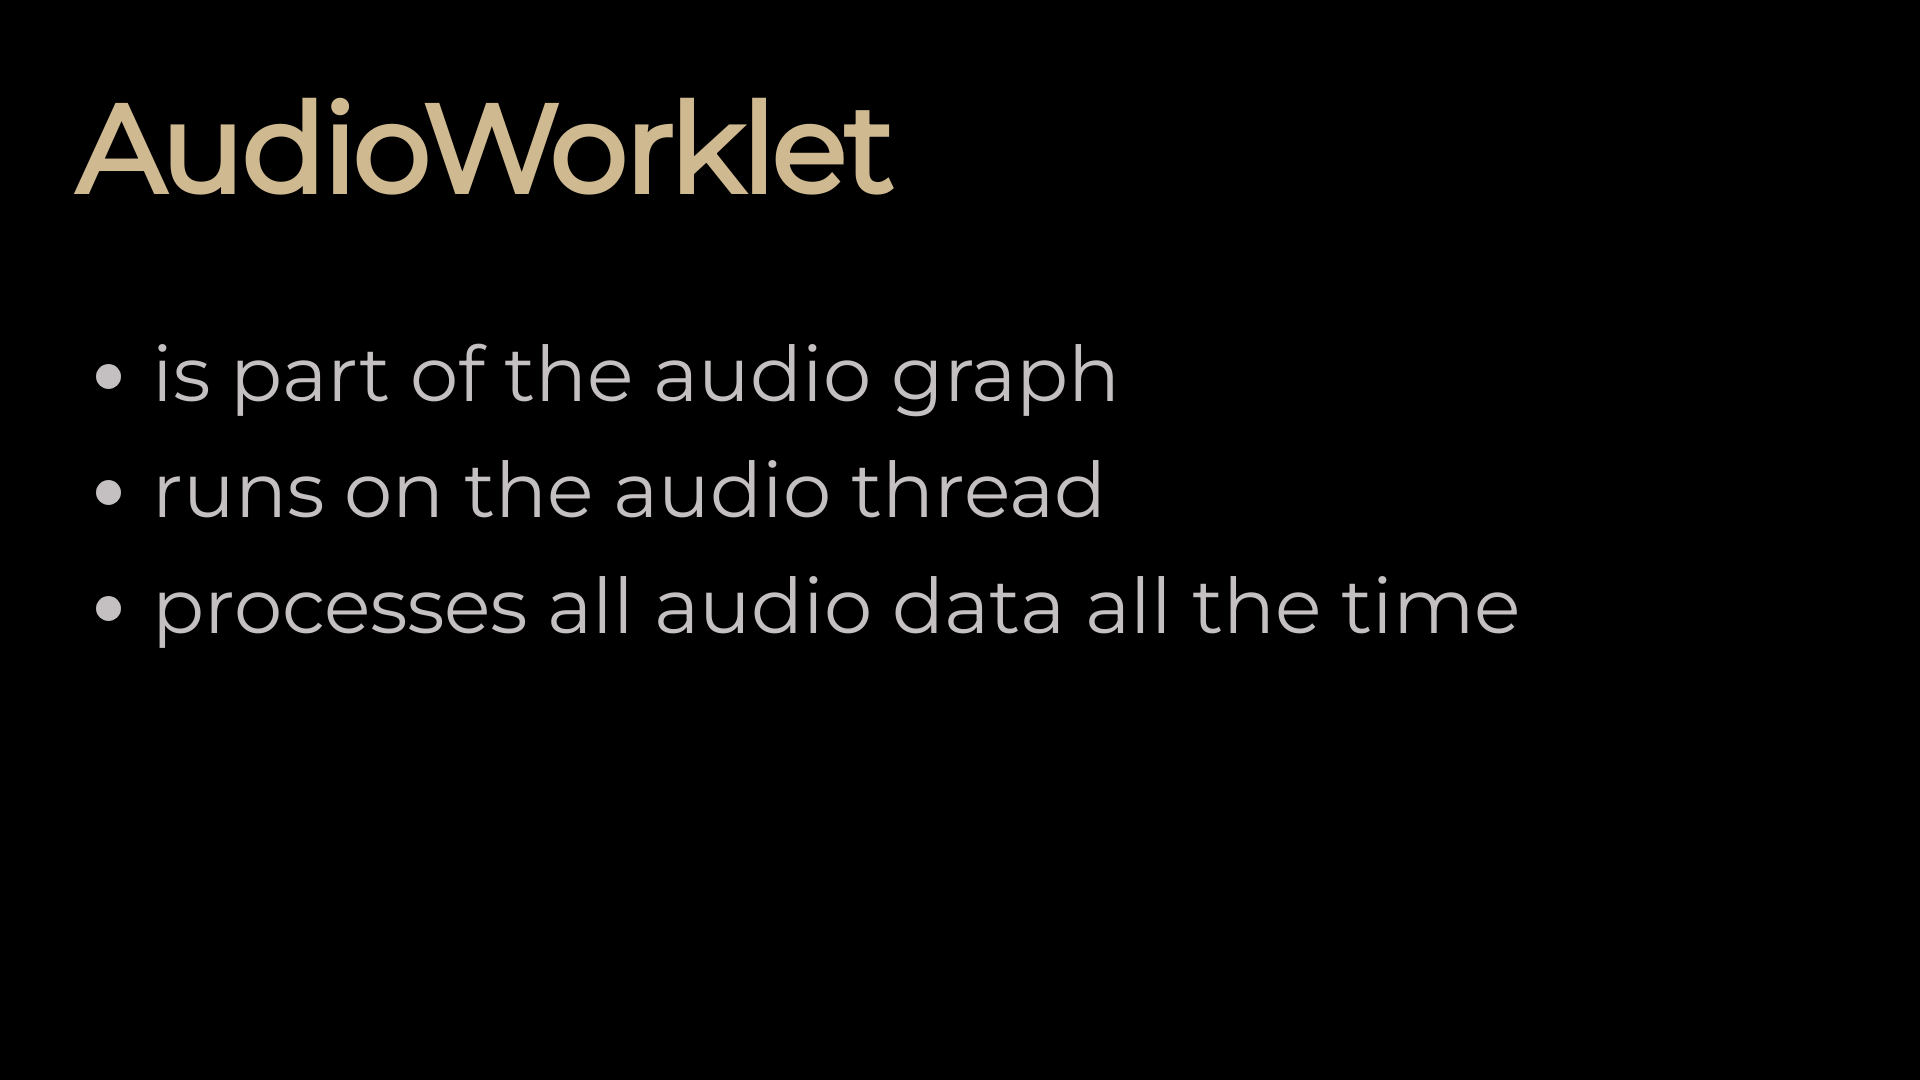 AudioWorklet
• is part of the audio graph
• runs on the audio thread
• processes all audio data all the time